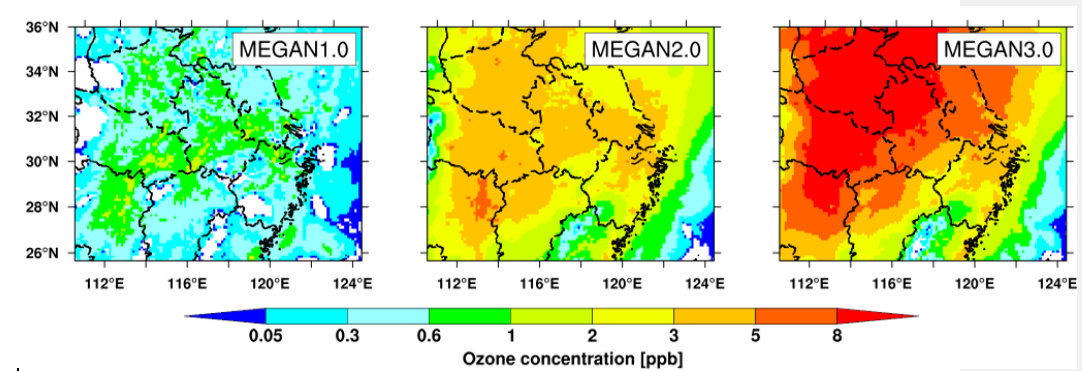 36°N
34°N
32°N
30°N
28°N
26°N
MEGAN1.0
MEGAN2.0
MEGAN3.0
112°E 116°E 120°E 124°E
112°E 116°E 120°E 124°E
112°E 116°E 120°E 124°E
0.05 0.3 0.6 1 2 3 5 8
Ozone concentration [ppb]